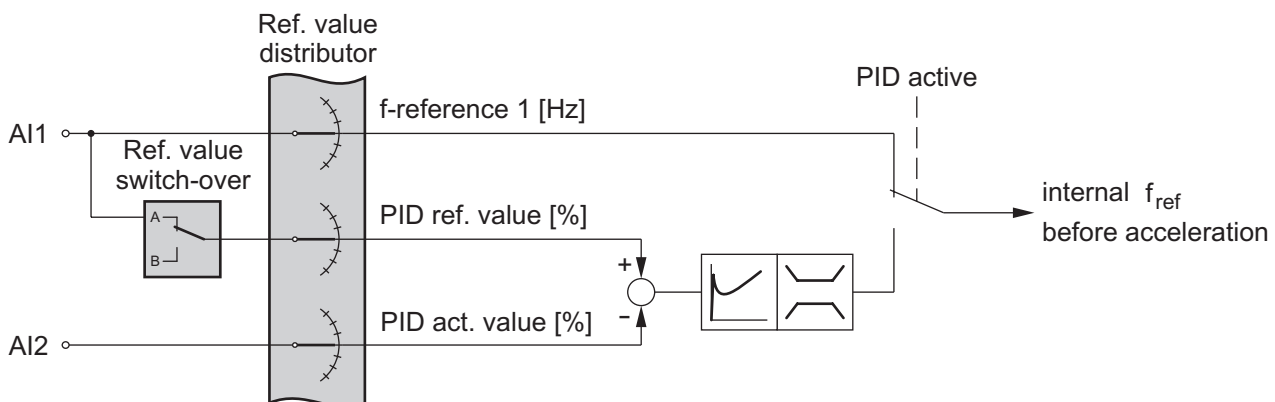 Ref. value
distributor
PID active
f-reference 1 [Hz]
AI1
Ref. value
switch-over
A
B
PID ref. value [%]
internal f_ref
before acceleration
+
-
PID act. value [%]
AI2